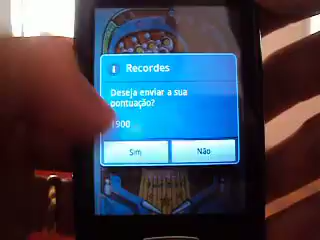 Recordes
Deseja enviar a sua
pontuação?
1900
Sim
Não